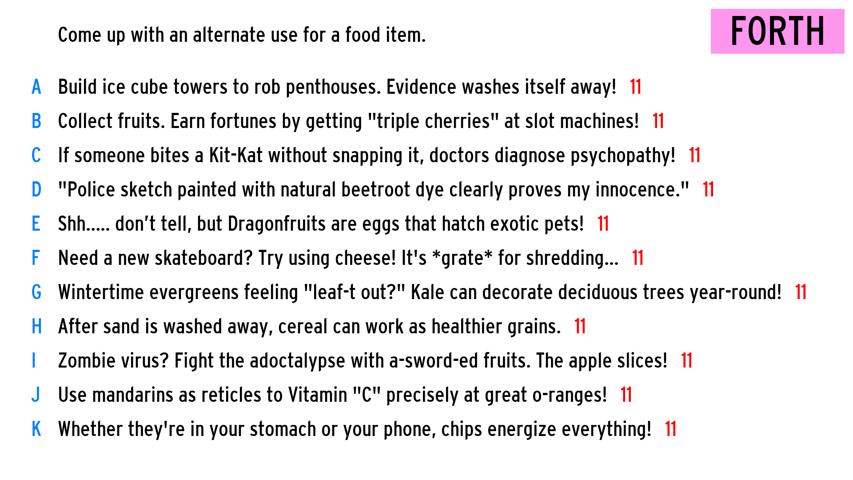 Come up with an alternate use for a food item.
FORTH
A Build ice cube towers to rob penthouses. Evidence washes itself away! 11
B Collect fruits. Earn fortunes by getting "triple cherries" at slot machines! 11
C If someone bites a Kit-Kat without snapping it, doctors diagnose psychopathy! 11
D "Police sketch painted with natural beetroot dye clearly proves my innocence." 11
E Shh..... don't tell, but Dragonfruits are eggs that hatch exotic pets! 11
F Need a new skateboard? Try using cheese! It's *grate* for shredding... 11
G Wintertime evergreens feeling "leaf-t out?" Kale can decorate deciduous trees year-round! 11
H After sand is washed away, cereal can work as healthier grains. 11
I Zombie virus? Fight the adoctalypse with a-sword-ed fruits. The apple slices! 11
J Use mandarins as reticles to Vitamin "C" precisely at great o-ranges! 11
K Whether they're in your stomach or your phone, chips energize everything! 11